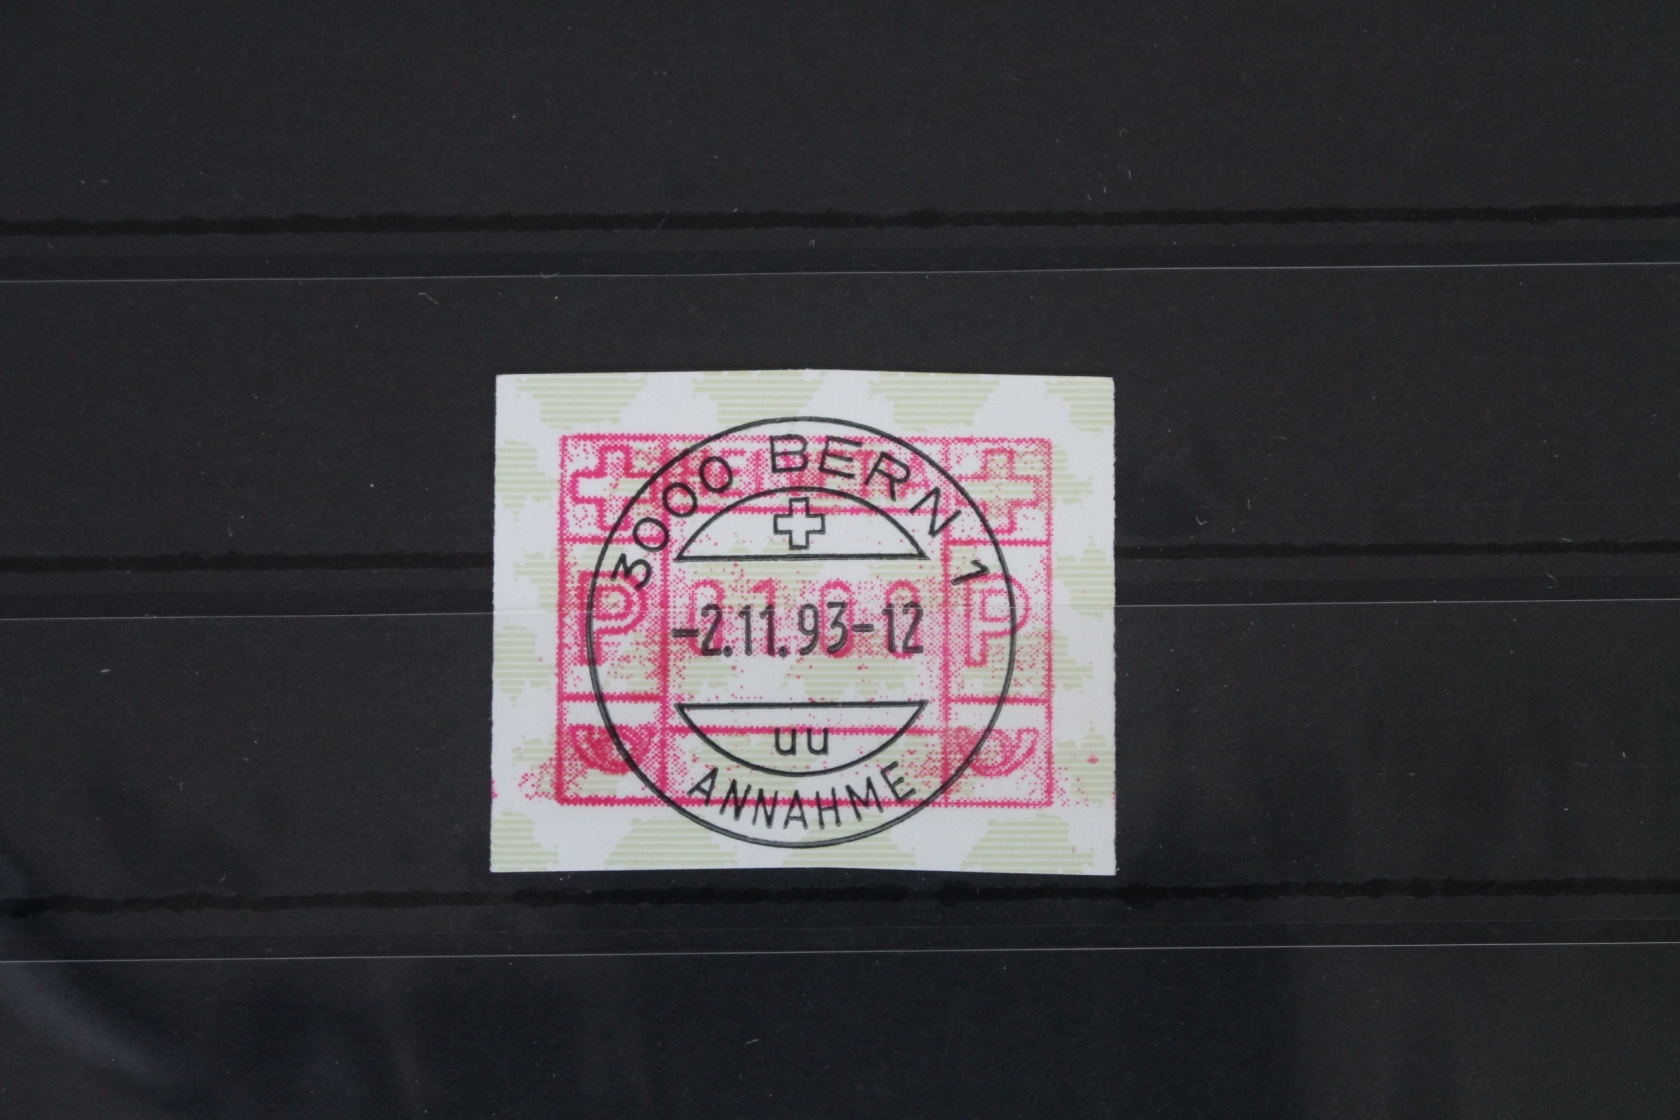 3000 BERN 1
P P
-2.11.93-12
uu
ANNAHME